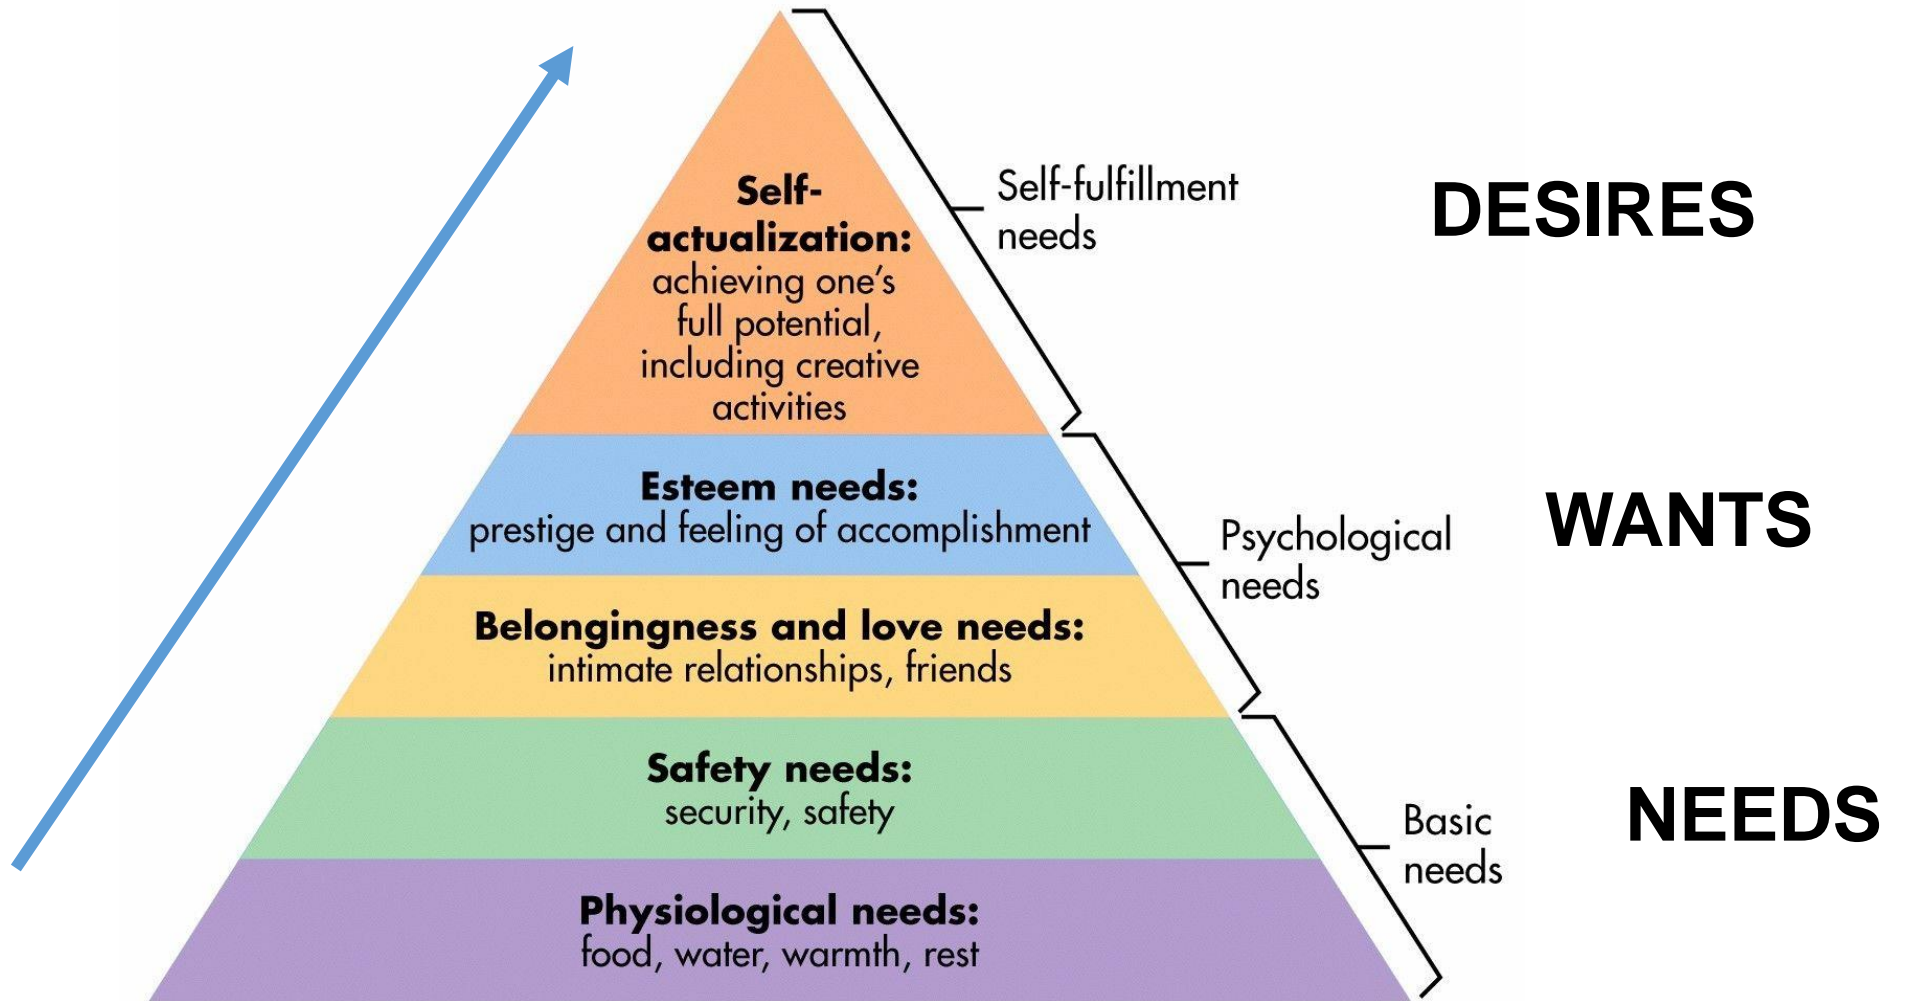 Self-
actualization:
achieving one's
full potential,
including creative
activities
Self-fulfillment
needs
DESIRES
Esteem needs:
prestige and feeling of accomplishment
Psychological
needs
WANTS
Belongingness and love needs:
intimate relationships, friends
Safety needs:
security, safety
Basic
needs
NEEDS
Physiological needs:
food, water, warmth, rest